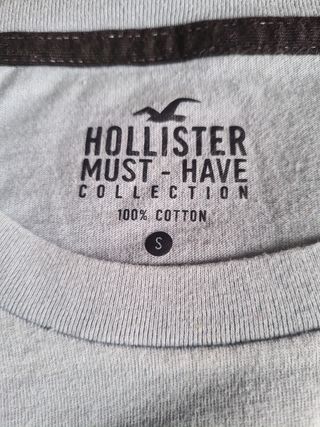 HOLLISTER
MUST - HAVE
COLLECTION
100% COTTON
S